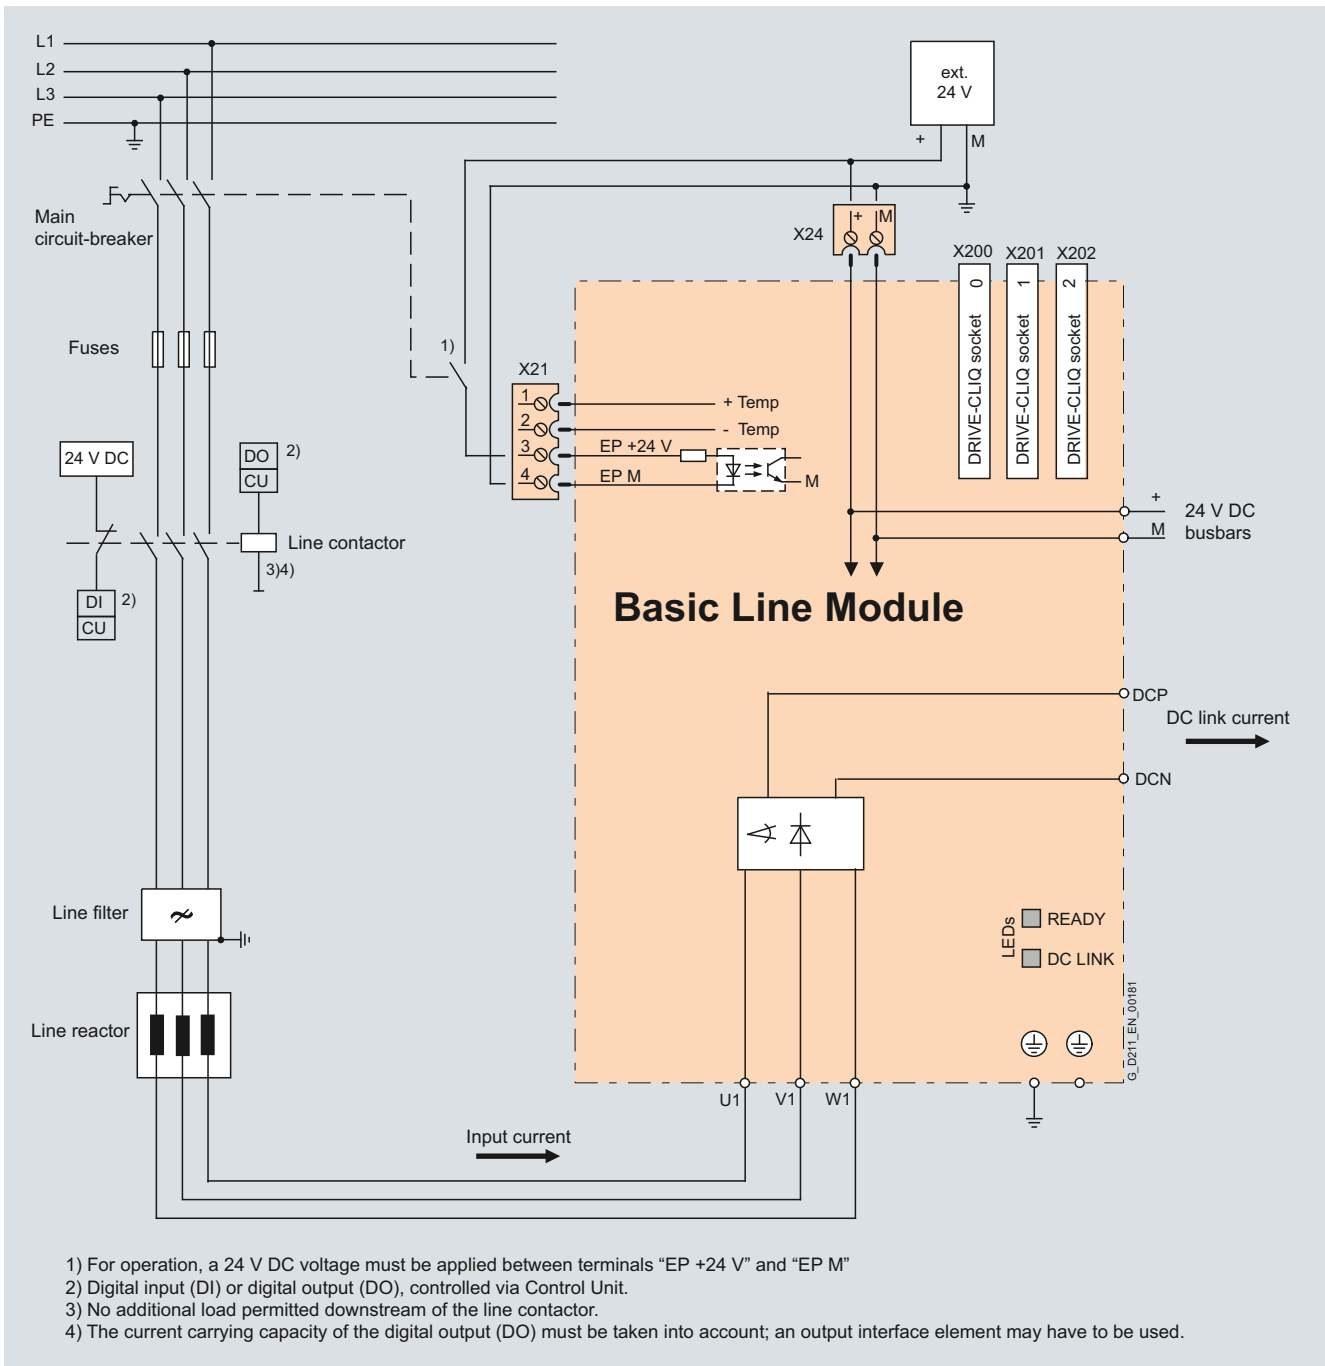 L1
L2
L3
PE
ext.
24 V
+
M
Main
circuit-breaker
X24
+
M
X200
X201
X202
DRIVE-CLIQ socket 0
DRIVE-CLIQ socket 1
DRIVE-CLIQ socket 2
Fuses
1)
X21
1
2
3
4
+ Temp
- Temp
EP +24 V
EP M
M
24 V DC
DO
CU
2)
Line contactor
3)4)
DI
CU
2)
+
M
24 V DC
busbars
Basic Line Module
DCP
DC link current
DCN
Line filter
LEDs
READY
DC LINK
Line reactor
G_D211_EN_00181
U1
V1
W1
Input current
1) For operation, a 24 V DC voltage must be applied between terminals “EP +24 V” and “EP M”
2) Digital input (DI) or digital output (DO), controlled via Control Unit.
3) No additional load permitted downstream of the line contactor.
4) The current carrying capacity of the digital output (DO) must be taken into account; an output interface element may have to be used.